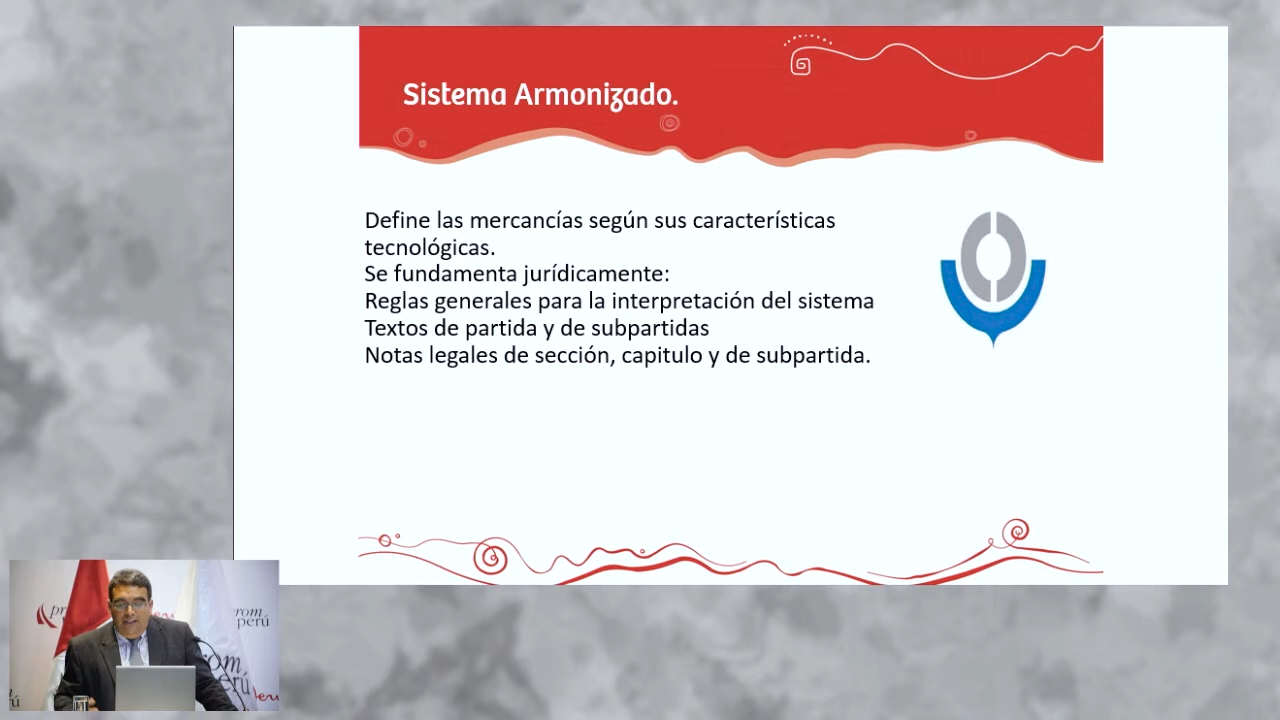 Sistema Armonizado.
Define las mercancías según sus características
tecnológicas.
Se fundamenta jurídicamente:
Reglas generales para la interpretación del sistema
Textos de partida y de subpartidas
Notas legales de sección, capitulo y de subpartida.
perú